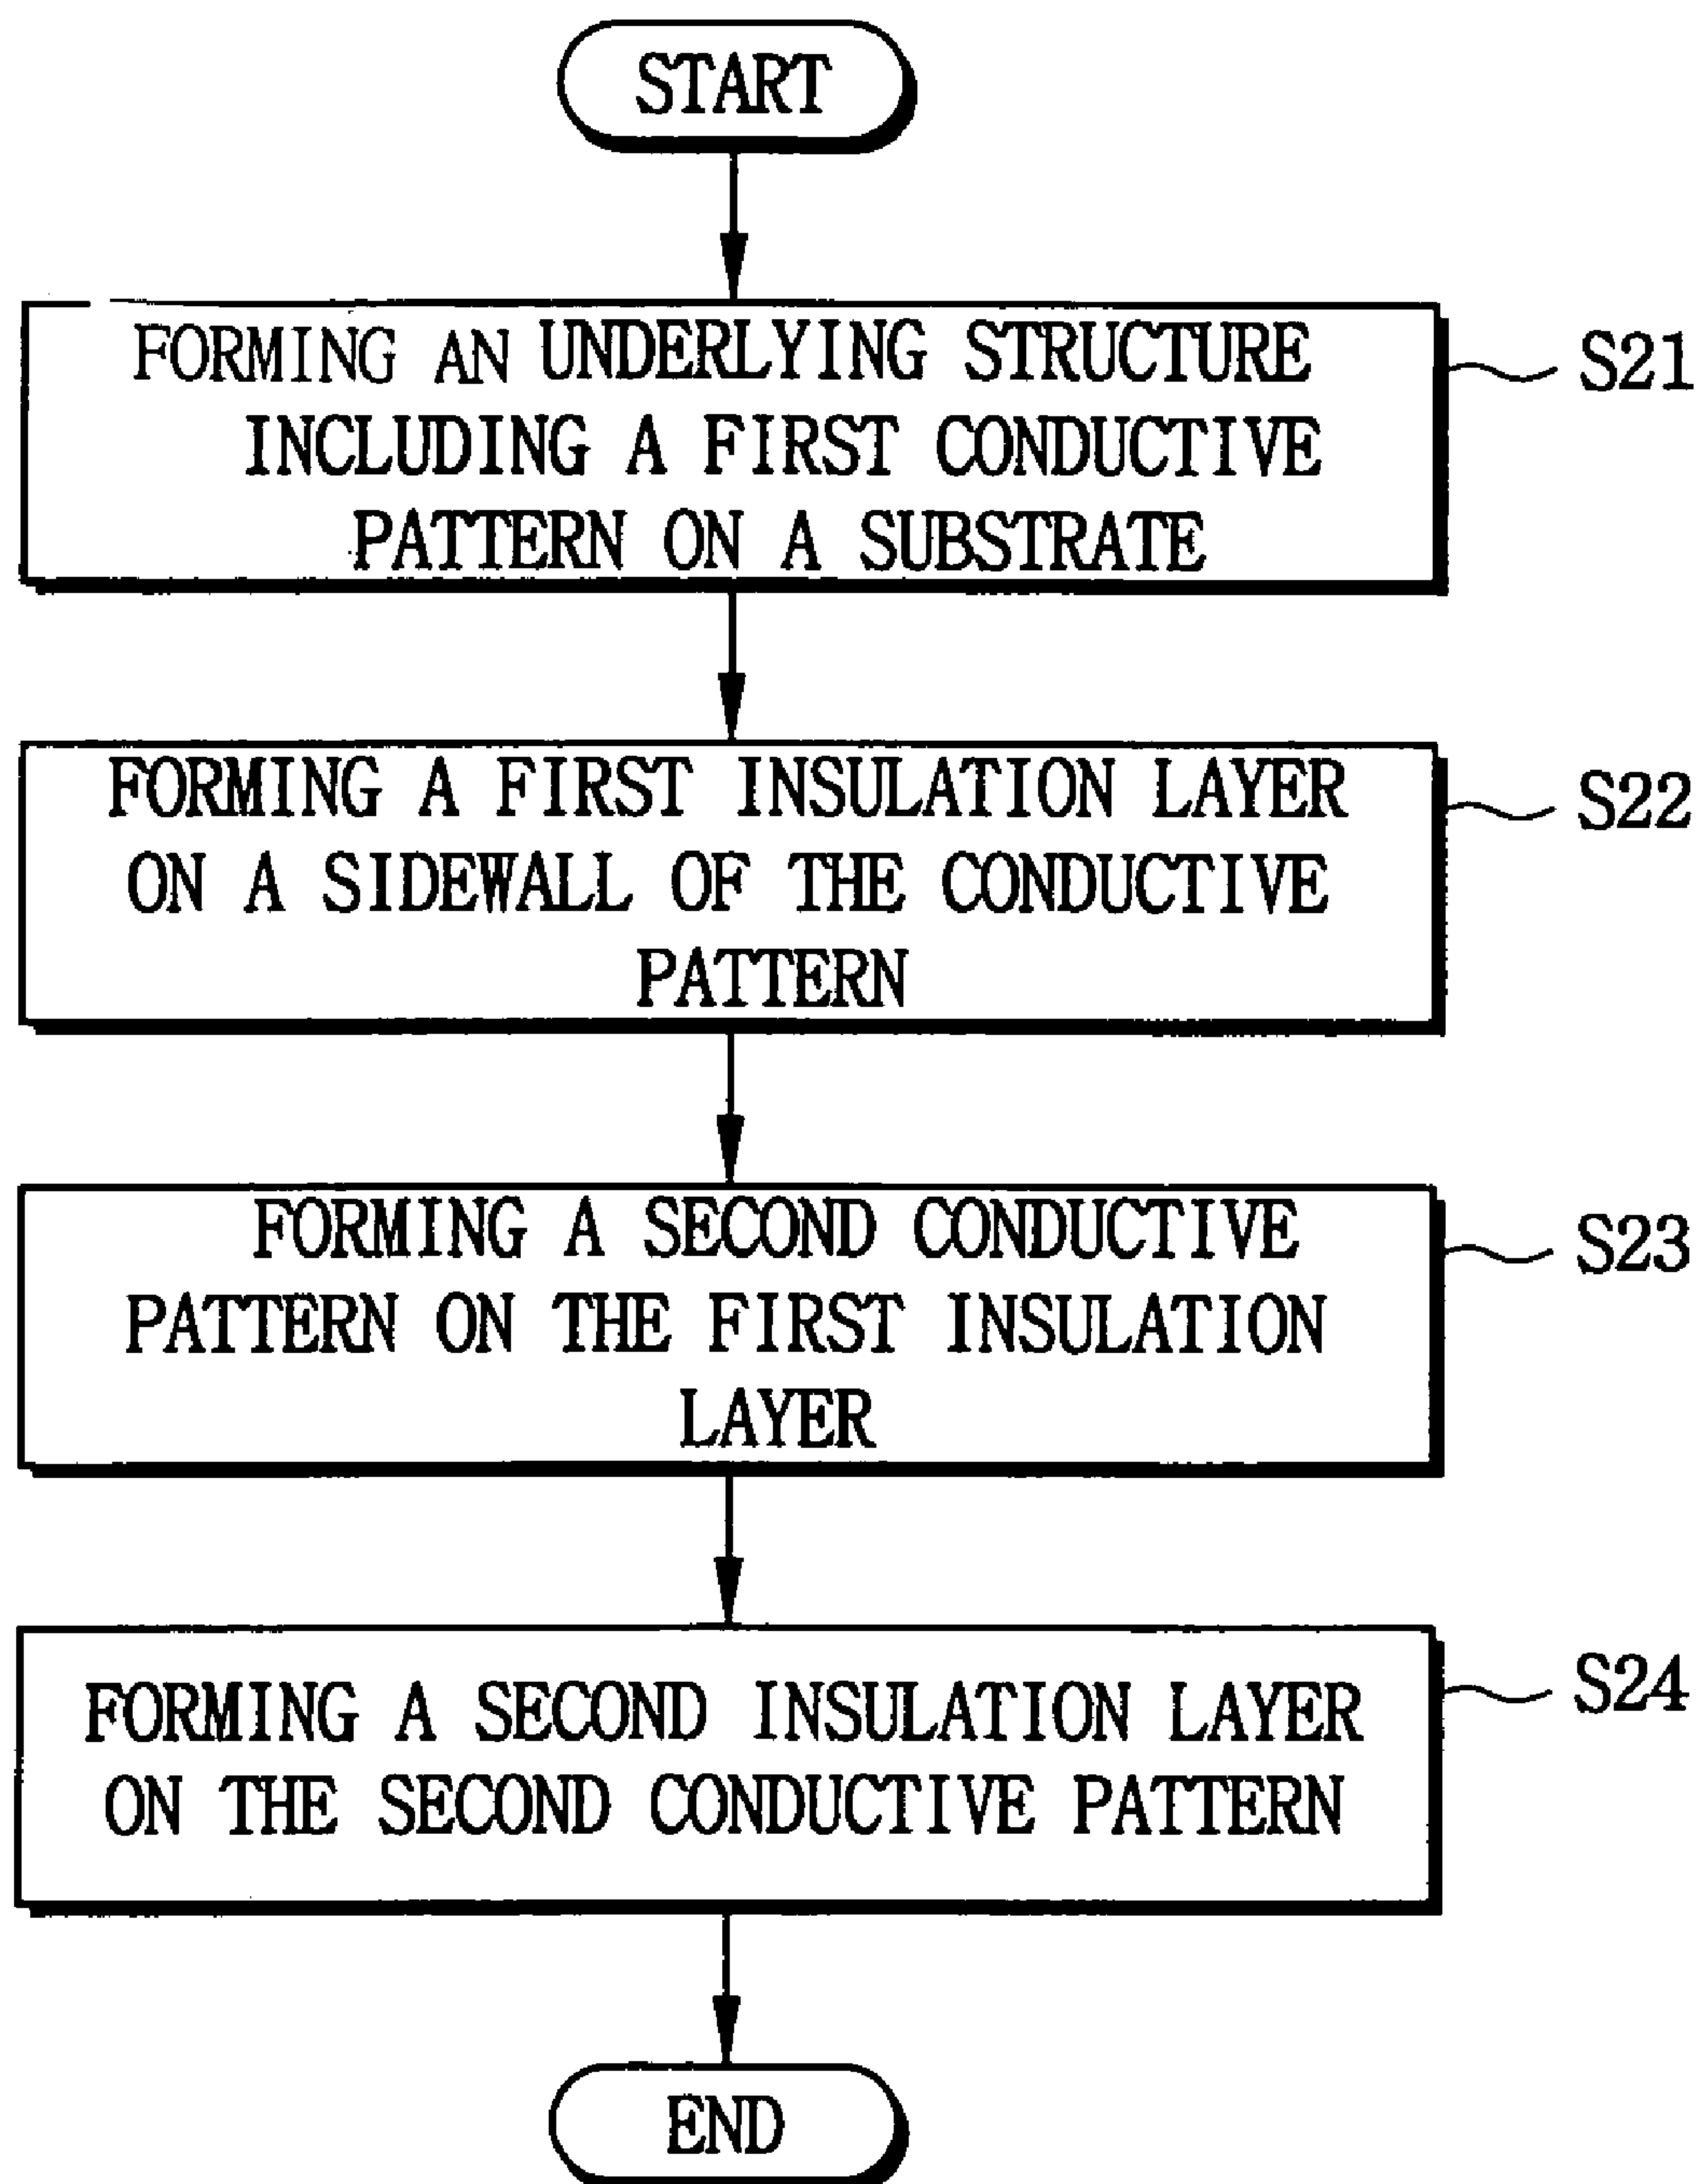 START
FORMING AN UNDERLYING STRUCTURE
INCLUDING A FIRST CONDUCTIVE
PATTERN ON A SUBSTRATE
S21
FORMING A FIRST INSULATION LAYER
ON A SIDEWALL OF THE CONDUCTIVE
PATTERN
S22
FORMING A SECOND CONDUCTIVE
PATTERN ON THE FIRST INSULATION
LAYER
S23
FORMING A SECOND INSULATION LAYER
ON THE SECOND CONDUCTIVE PATTERN
S24
END